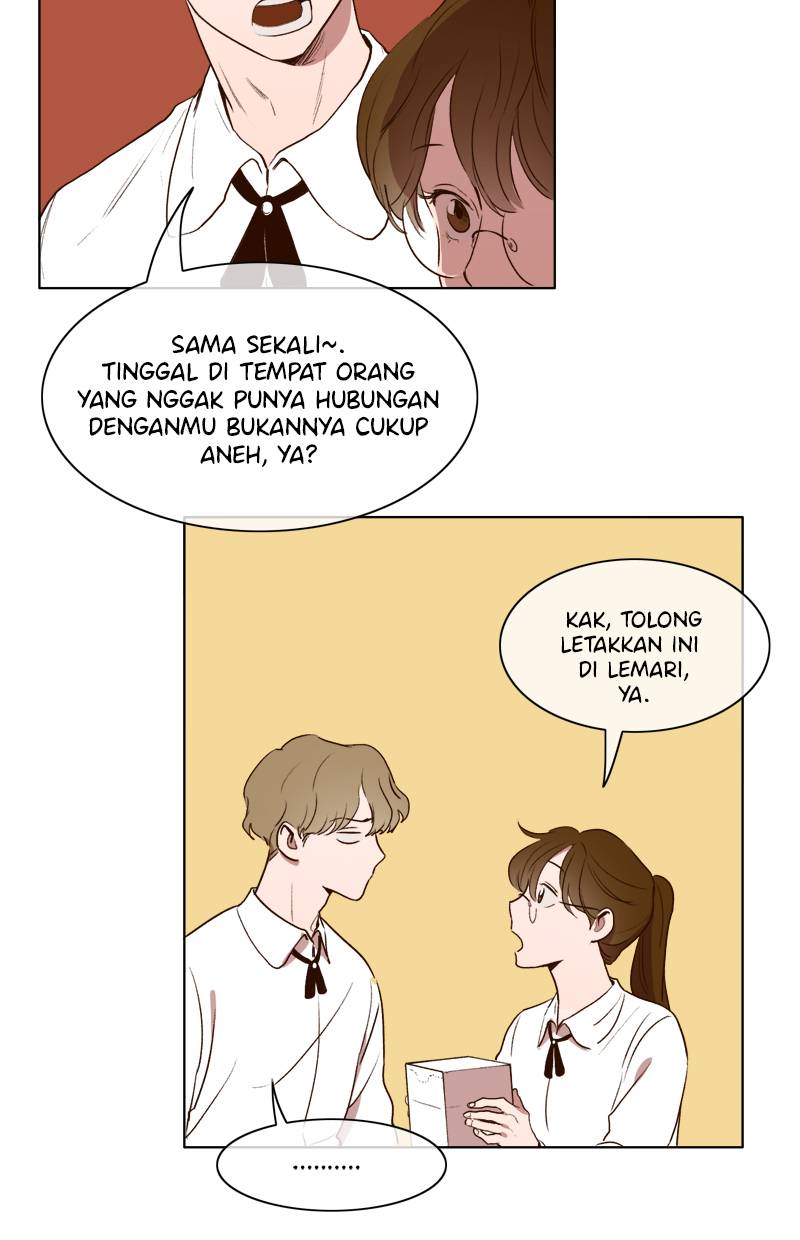 SAMA SEKALI~.
TINGGAL DI TEMPAT ORANG
YANG NGGAK PUNYA HUBUNGAN
DENGANMU BUKANNYA CUKUP
ANEH, YA?
KAK, TOLONG
LETAKKAN INI
DI LEMARI,
YA.
..........